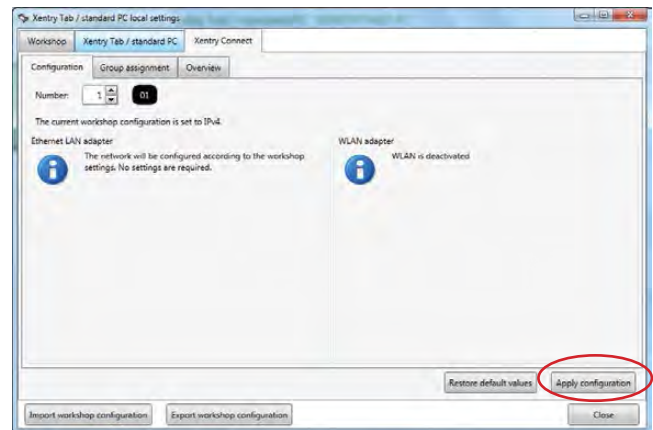 Xentry Tab / standard PC local settings
Workshop Xentry Tab / standard PC Xentry Connect
Configuration Group assignment Overview
Number: 1 01
The current workshop configuration is set to IPv4.
Ethernet LAN adapter
The network will be configured according to the workshop
settings. No settings are required.
WLAN adapter
WLAN is deactivated
Restore default values Apply configuration
Import workshop configuration Export workshop configuration Close